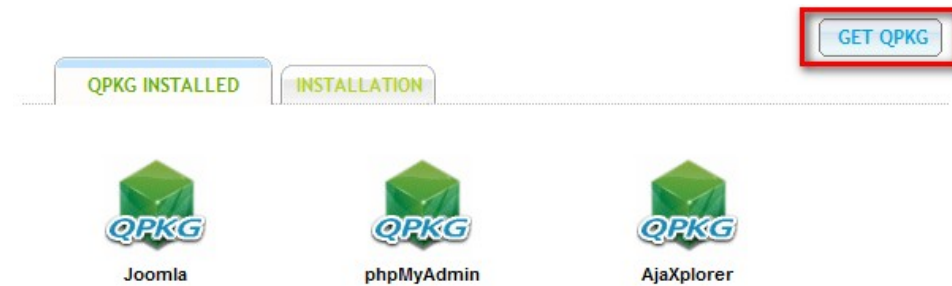 GET QPKG
QPKG INSTALLED INSTALLATION
QPKG QPKG QPKG
Joomla phpMyAdmin AjaXplorer